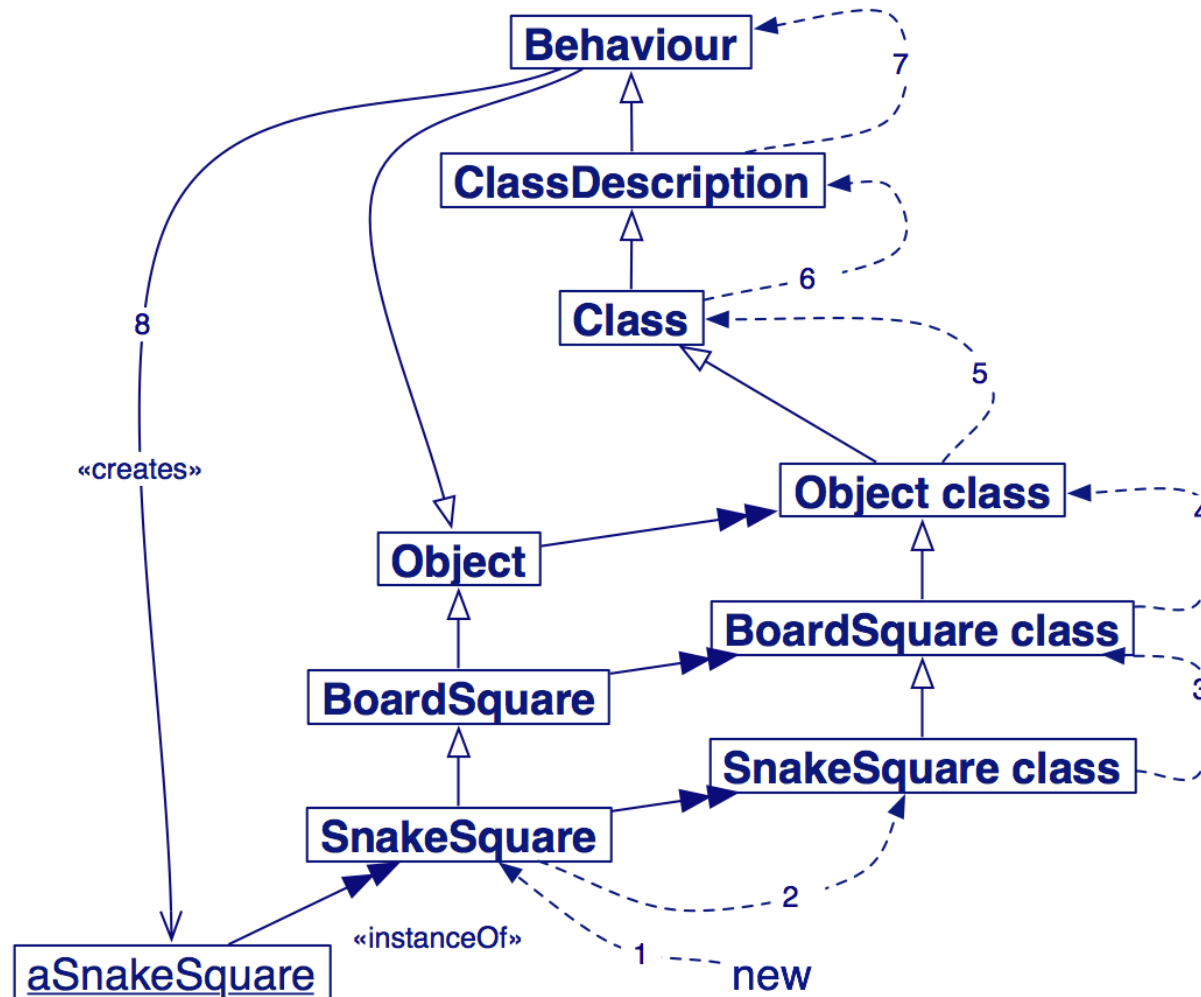 Behaviour
7
ClassDescription
6
Class
8
5
«creates»
Object class
4
Object
BoardSquare class
BoardSquare
3
SnakeSquare class
SnakeSquare
2
«instanceOf»
1
new
aSnakeSquare